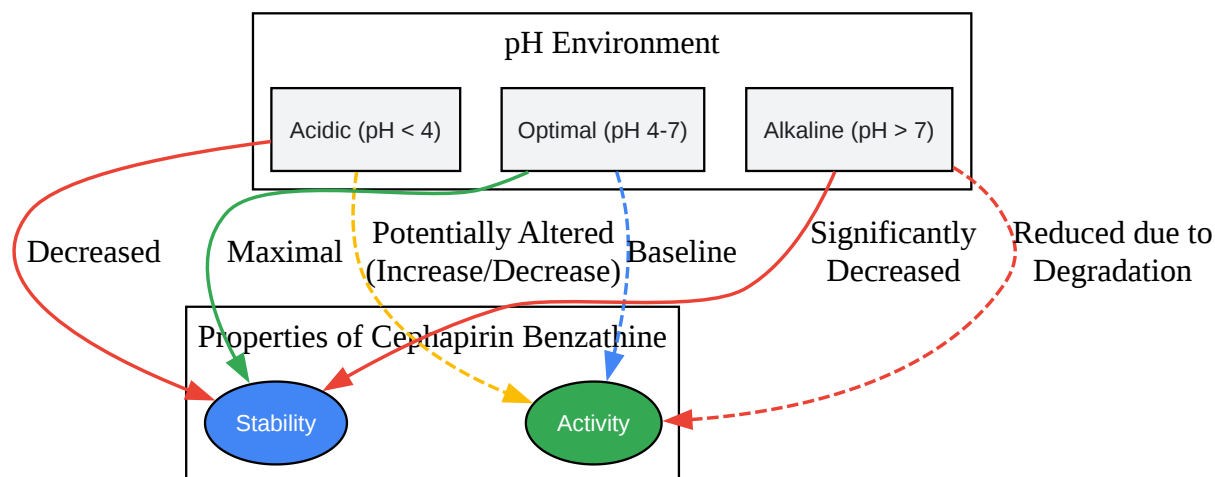 pH Environment
Acidic (pH < 4)
Optimal (pH 4-7)
Alkaline (pH > 7)
Decreased
Maximal
Potentially Altered
(Increase/Decrease)
Baseline
Significantly
Decreased
Reduced due to
Degradation
Properties of Cephapirin Benzathine
Stability
Activity